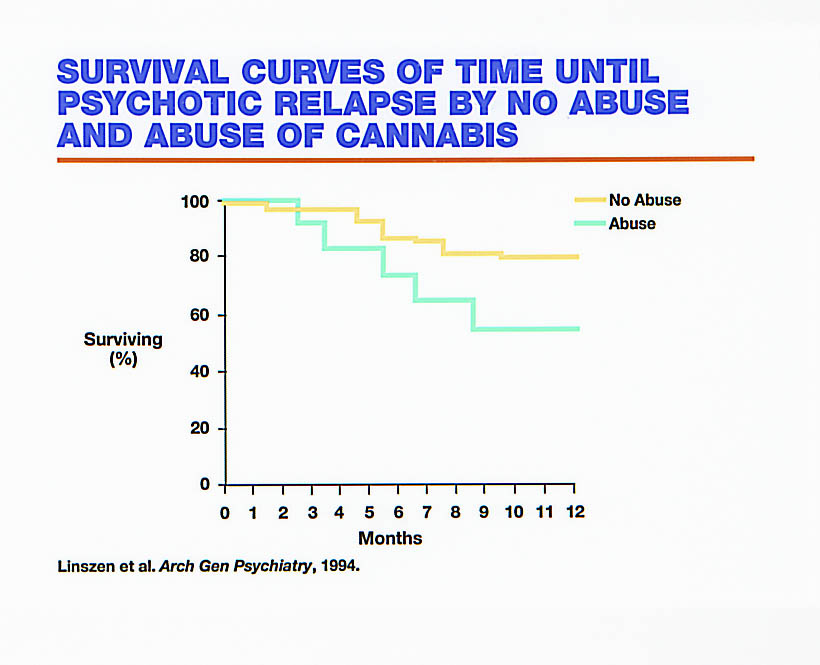 SURVIVAL CURVES OF TIME UNTIL
PSYCHOTIC RELAPSE BY NO ABUSE
AND ABUSE OF CANNABIS
No Abuse
Abuse
100
80
60
40
20
0
Surviving
(%)
0 1 2 3 4 5 6 7 8 9 10 11 12
Months
Linszen et al. Arch Gen Psychiatry, 1994.